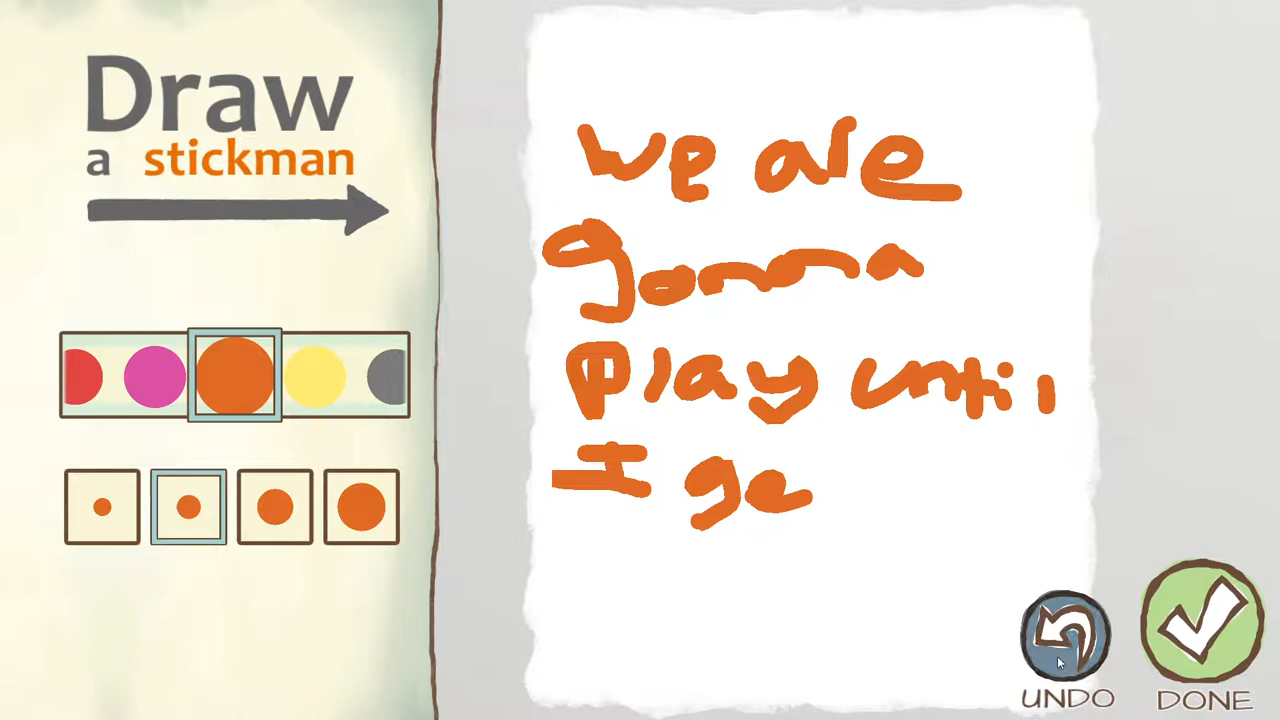 Draw
a stickman
we are
gonna
play until
I ge
UNDO
DONE